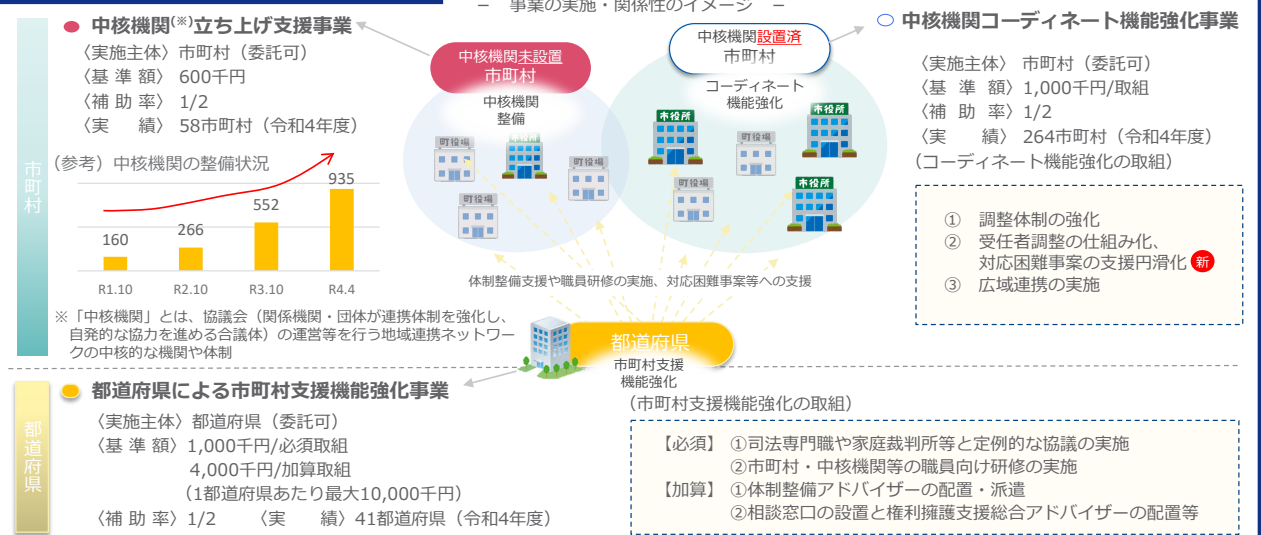 －　事業の実施・関係性のイメージ　－
市町村
中核機関(※)立ち上げ支援事業
〈実施主体〉市町村（委託可）
〈基 準 額〉600千円
〈補 助 率〉1/2
〈実　　績〉58市町村（令和4年度）
（参考）中核機関の整備状況
160
266
552
935
R1.10
R2.10
R3.10
R4.4
※「中核機関」とは、協議会（関係機関・団体が連携体制を強化し、
自発的な協力を進める合議体）の運営等を行う地域連携ネットワー
クの中核的な機関や体制
中核機関未設置
市町村
中核機関
整備
町役場
市役所
町役場
町役場
中核機関設置済
市町村
コーディネート
機能強化
市役所
市役所
町役場
町役場
市役所
体制整備支援や職員研修の実施、対応困難事案等への支援
中核機関コーディネート機能強化事業
〈実施主体〉 市町村（委託可）
〈基　準　額〉1,000千円/取組
〈補　助　率〉1/2
〈実　　　績〉264市町村（令和4年度）
（コーディネート機能強化の取組）
①　調整体制の強化
②　受任者調整の仕組み化、
対応困難事案の支援円滑化 新
③　広域連携の実施
都道府県
市町村支援
機能強化
都道府県
都道府県による市町村支援機能強化事業
〈実施主体〉都道府県（委託可）
〈基 準 額〉1,000千円/必須取組
4,000千円/加算取組
（1都道府県あたり最大10,000千円）
〈補 助 率〉1/2　〈実　　績〉41都道府県（令和4年度）
（市町村支援機能強化の取組）
【必須】 ①司法専門職や家庭裁判所等と定例的な協議の実施
②市町村・中核機関等の職員向け研修の実施
【加算】 ①体制整備アドバイザーの配置・派遣
②相談窓口の設置と権利擁護支援総合アドバイザーの配置等